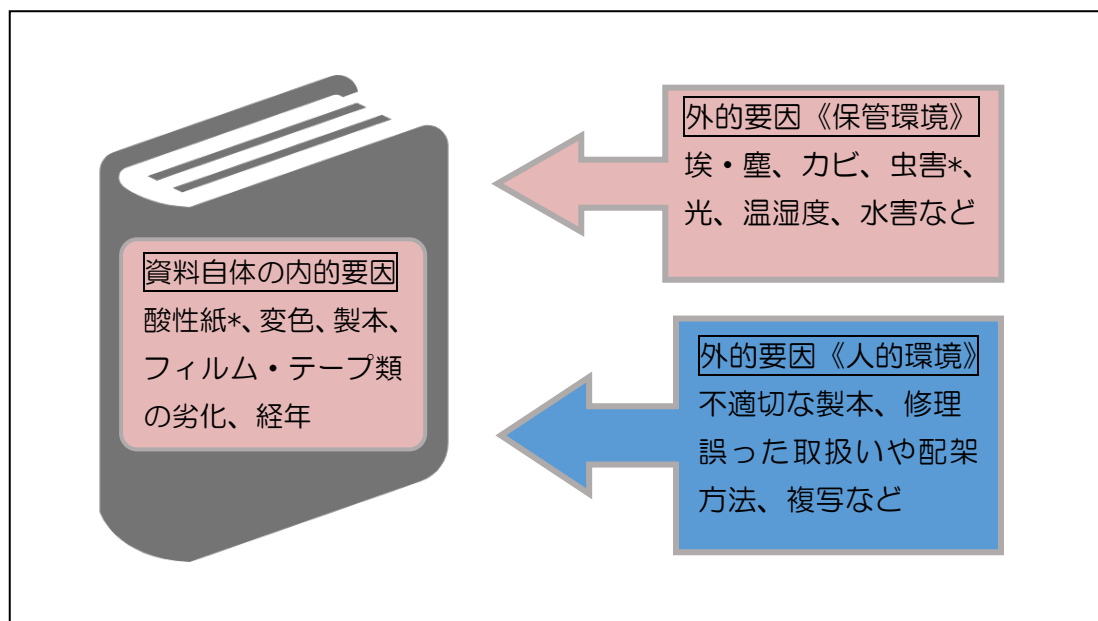 資料自体の内的要因
酸性紙*、変色、製本、
フィルム・テープ類
の劣化、経年
外的要因《保管環境》
埃・塵、カビ、虫害*、
光、温湿度、水害など
外的要因《人的環境》
不適切な製本、修理
誤った取扱いや配架
方法、複写など